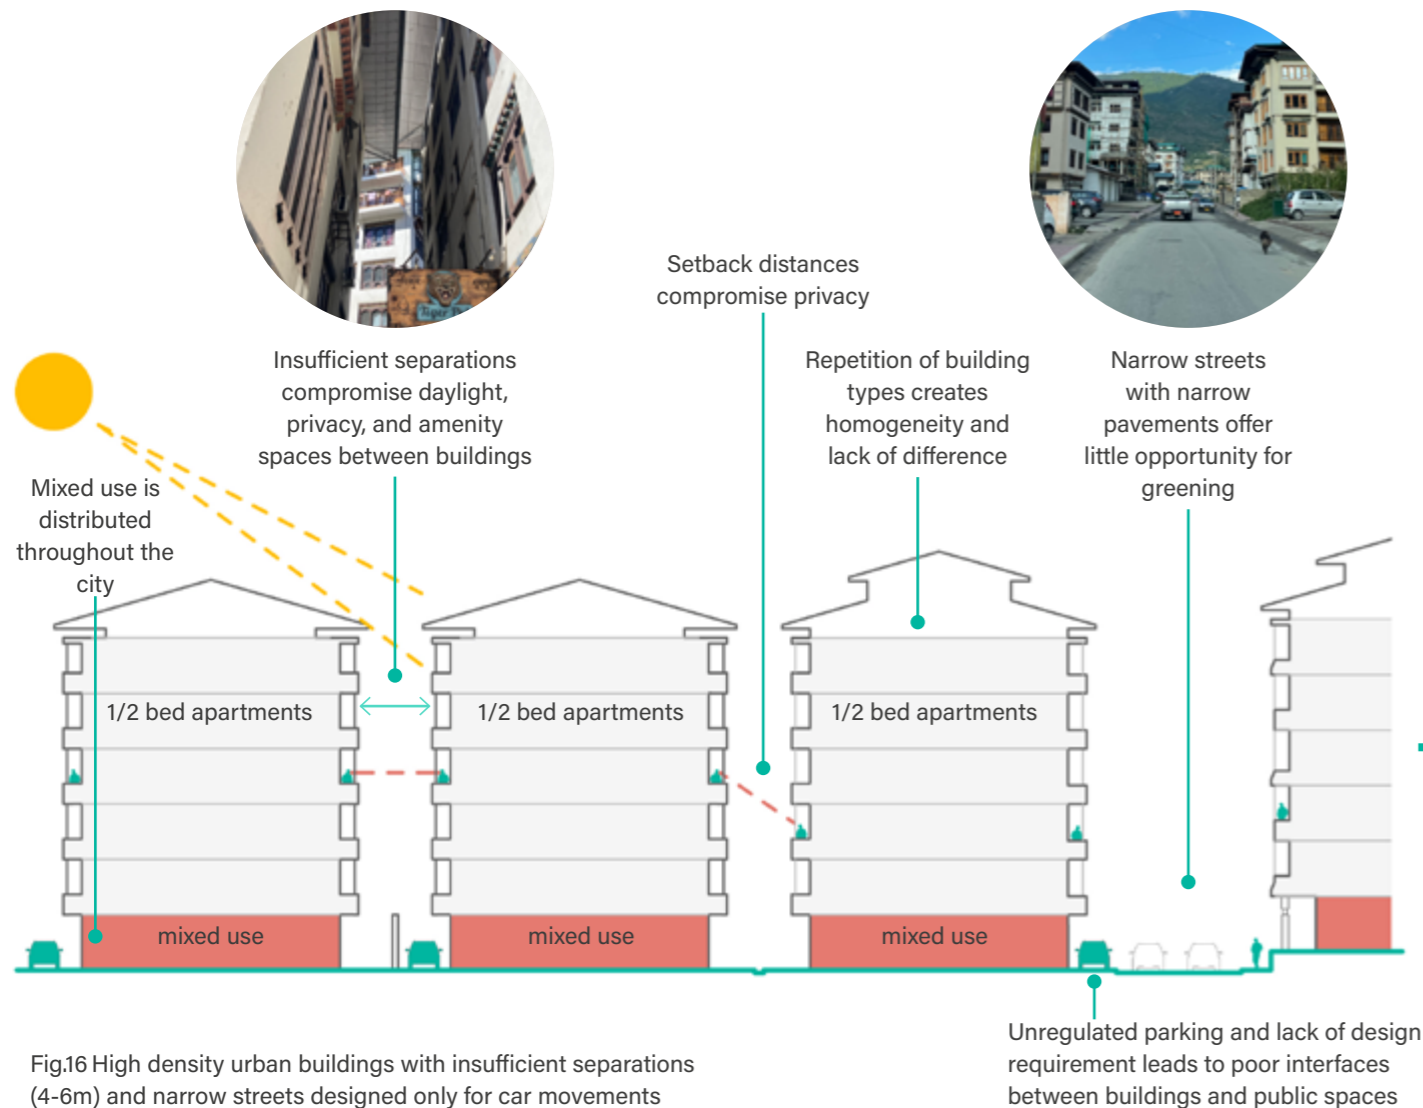 Setback distances
compromise privacy
Insufficient separations
compromise daylight,
privacy, and amenity
spaces between buildings
Repetition of building
types creates
homogeneity and
lack of difference
Narrow streets
with narrow
pavements offer
little opportunity for
greening
Mixed use is
distributed
throughout the
city
1/2 bed apartments
1/2 bed apartments
1/2 bed apartments
mixed use
mixed use
mixed use
Unregulated parking and lack of design
requirement leads to poor interfaces
between buildings and public spaces
Fig.16 High density urban buildings with insufficient separations
(4-6m) and narrow streets designed only for car movements